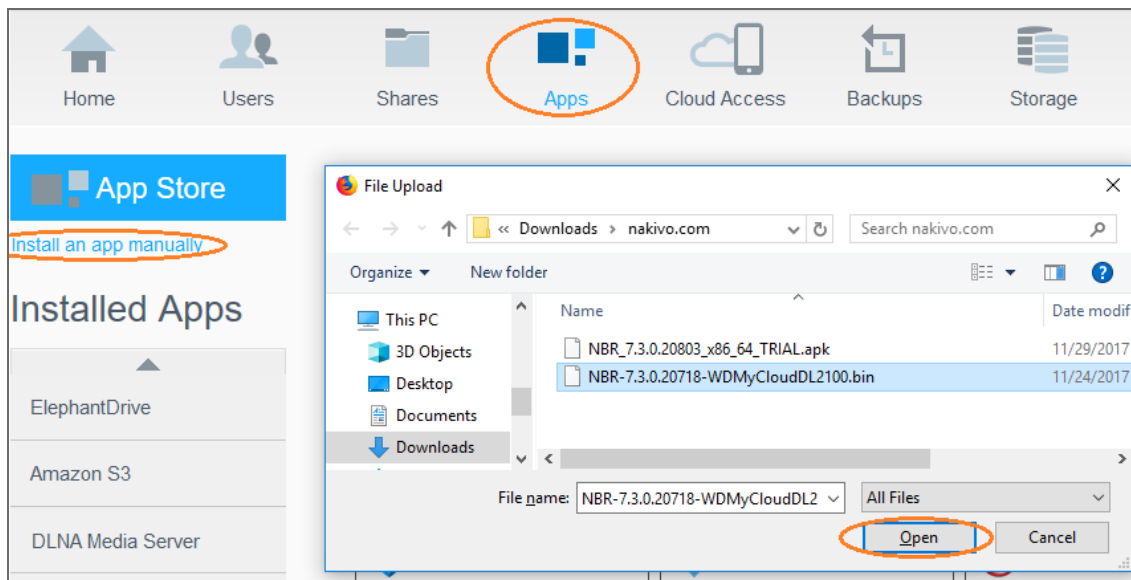 Home Users Shares Apps Cloud Access Backups Storage
App Store
Install an app manually
Installed Apps
ElephantDrive
Amazon S3
DLNA Media Server
File Upload
« Downloads > nakivo.com
Search nakivo.com
Organize
New folder
This PC
3D Objects
Desktop
Documents
Downloads
Name Date modif
NBR_7.3.0.20803_x86_64_TRIAL.apk 11/29/2017
NBR-7.3.0.20718-WDMyCloudDL2100.bin 11/24/2017
File name: NBR-7.3.0.20718-WDMyCloudDL2 All Files
Open Cancel